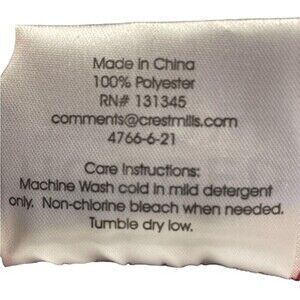 Made in China
100% Polyester
RN# 131345
comments@crestmills.com
4766-6-21
Care Instructions:
Machine Wash cold in mild detergent
only. Non-chlorine bleach when needed.
Tumble dry low.